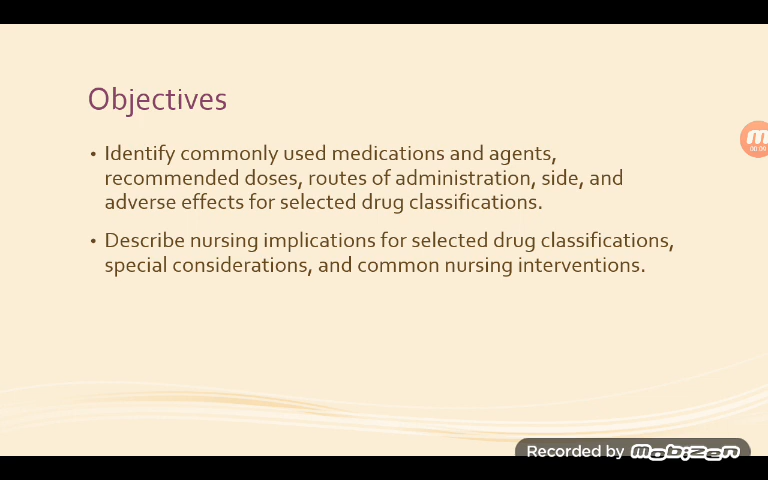 Objectives
• Identify commonly used medications and agents,
recommended doses, routes of administration, side, and
adverse effects for selected drug classifications.
• Describe nursing implications for selected drug classifications,
special considerations, and common nursing interventions.
Recorded by mobizen